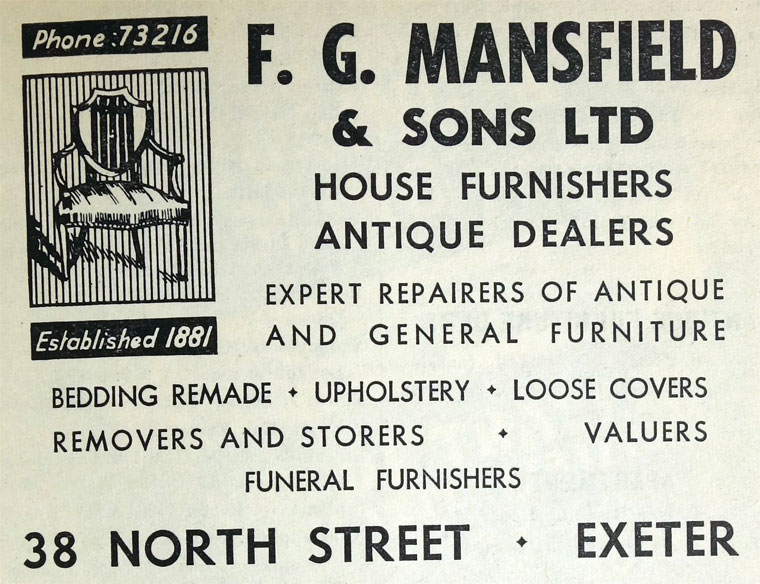 Phone: 73216
F. G. MANSFIELD
& SONS LTD
HOUSE FURNISHERS
ANTIQUE DEALERS
Established 1881
EXPERT REPAIRERS OF ANTIQUE
AND GENERAL FURNITURE
BEDDING REMADE ✦ UPHOLSTERY ✦ LOOSE COVERS
REMOVERS AND STORERS ✦ VALUERS
FUNERAL FURNISHERS
38 NORTH STREET ✦ EXETER